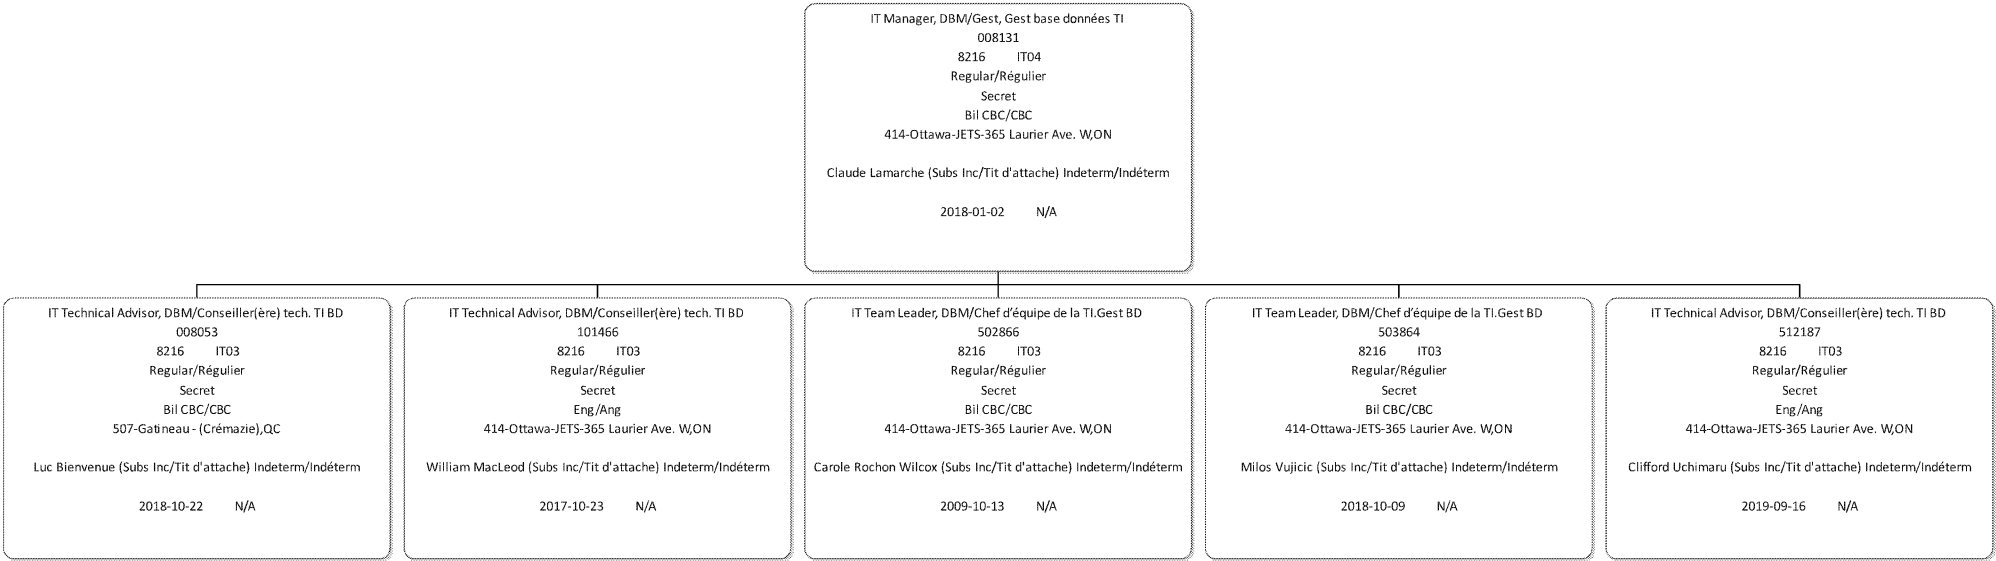 IT Manager, DBM/Gest, Gest base données TI
008131
8216 IT04
Regular/Régulier
Secret
Bil CBC/CBC
414-Ottawa-JETS-365 Laurier Ave. W,ON
Claude Lamarche (Subs Inc/Tit d'attache) Indeterm/Indéterm
2018-01-02 N/A
IT Technical Advisor, DBM/Conseiller(ère) tech. TI BD
008053
8216 IT03
Regular/Régulier
Secret
Bil CBC/CBC
507-Gatineau - (Crémazie),QC
Luc Bienvenue (Subs Inc/Tit d'attache) Indeterm/Indéterm
2018-10-22 N/A
IT Technical Advisor, DBM/Conseiller(ère) tech. TI BD
101466
8216 IT03
Regular/Régulier
Secret
Eng/Ang
414-Ottawa-JETS-365 Laurier Ave. W,ON
William MacLeod (Subs Inc/Tit d'attache) Indeterm/Indéterm
2017-10-23 N/A
IT Team Leader, DBM/Chef d’équipe de la TI.Gest BD
502866
8216 IT03
Regular/Régulier
Secret
Bil CBC/CBC
414-Ottawa-JETS-365 Laurier Ave. W,ON
Carole Rochon Wilcox (Subs Inc/Tit d'attache) Indeterm/Indéterm
2009-10-13 N/A
IT Team Leader, DBM/Chef d’équipe de la TI.Gest BD
503864
8216 IT03
Regular/Régulier
Secret
Bil CBC/CBC
414-Ottawa-JETS-365 Laurier Ave. W,ON
Milos Vujicic (Subs Inc/Tit d'attache) Indeterm/Indéterm
2018-10-09 N/A
IT Technical Advisor, DBM/Conseiller(ère) tech. TI BD
512187
8216 IT03
Regular/Régulier
Secret
Eng/Ang
414-Ottawa-JETS-365 Laurier Ave. W,ON
Clifford Uchimaru (Subs Inc/Tit d'attache) Indeterm/Indéterm
2019-09-16 N/A